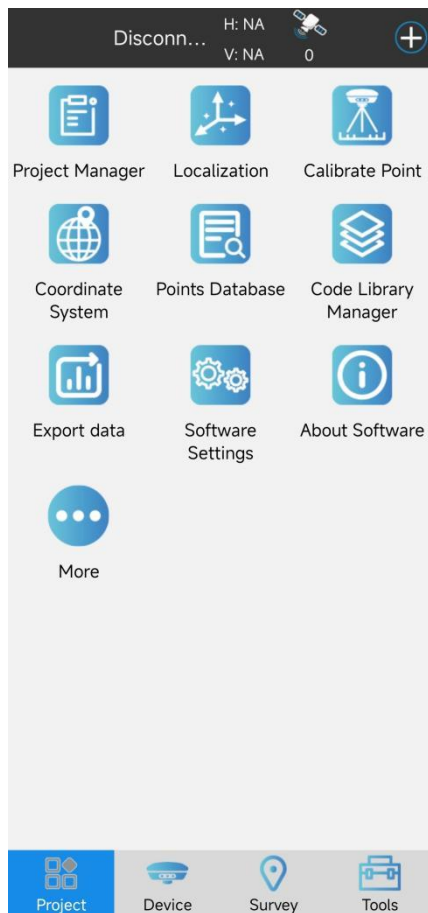 Disconn...
H: NA
V: NA
0
Project Manager
Localization
Calibrate Point
Coordinate
System
Points Database
Code Library
Manager
Export data
Software
Settings
About Software
More
Project
Device
Survey
Tools